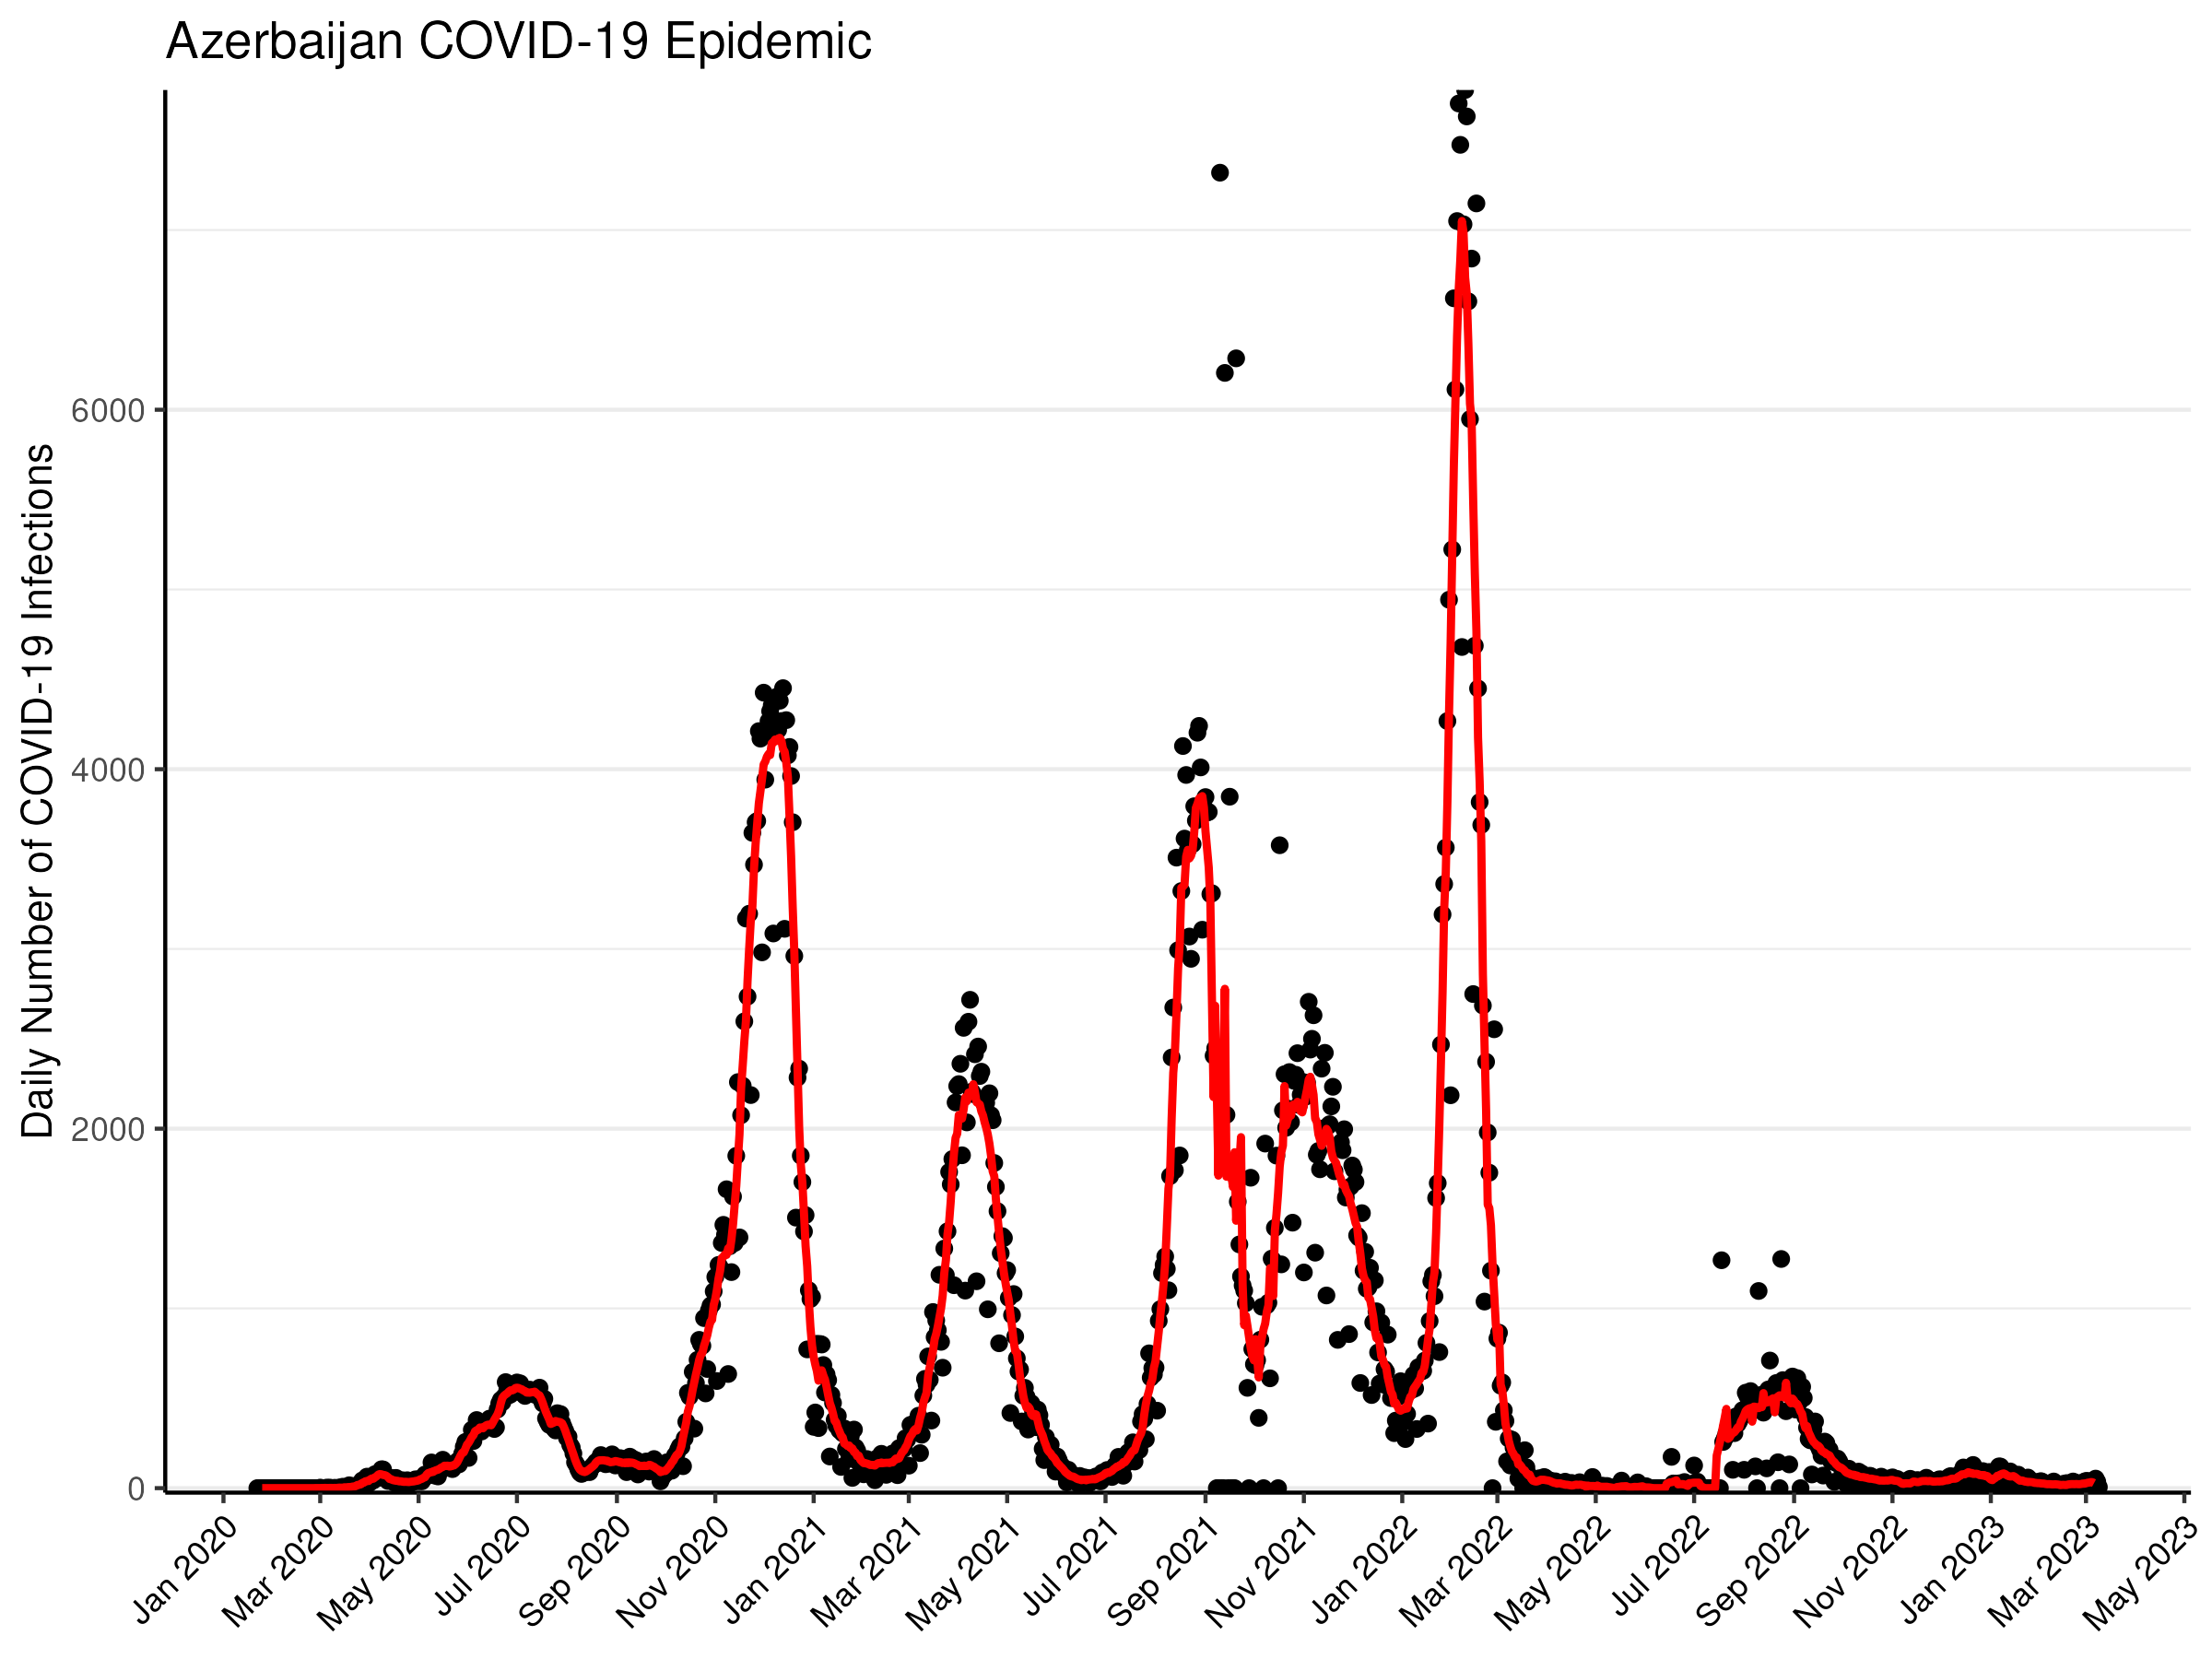 Azerbaijan COVID-19 Epidemic
Daily Number of COVID-19 Infections
6000
4000
2000
0
Jan 2020
Mar 2020
May 2020
Jul 2020
Sep 2020
Nov 2020
Jan 2021
Mar 2021
May 2021
Jul 2021
Sep 2021
Nov 2021
Jan 2022
Mar 2022
May 2022
Jul 2022
Sep 2022
Nov 2022
Jan 2023
Mar 2023
May 2023